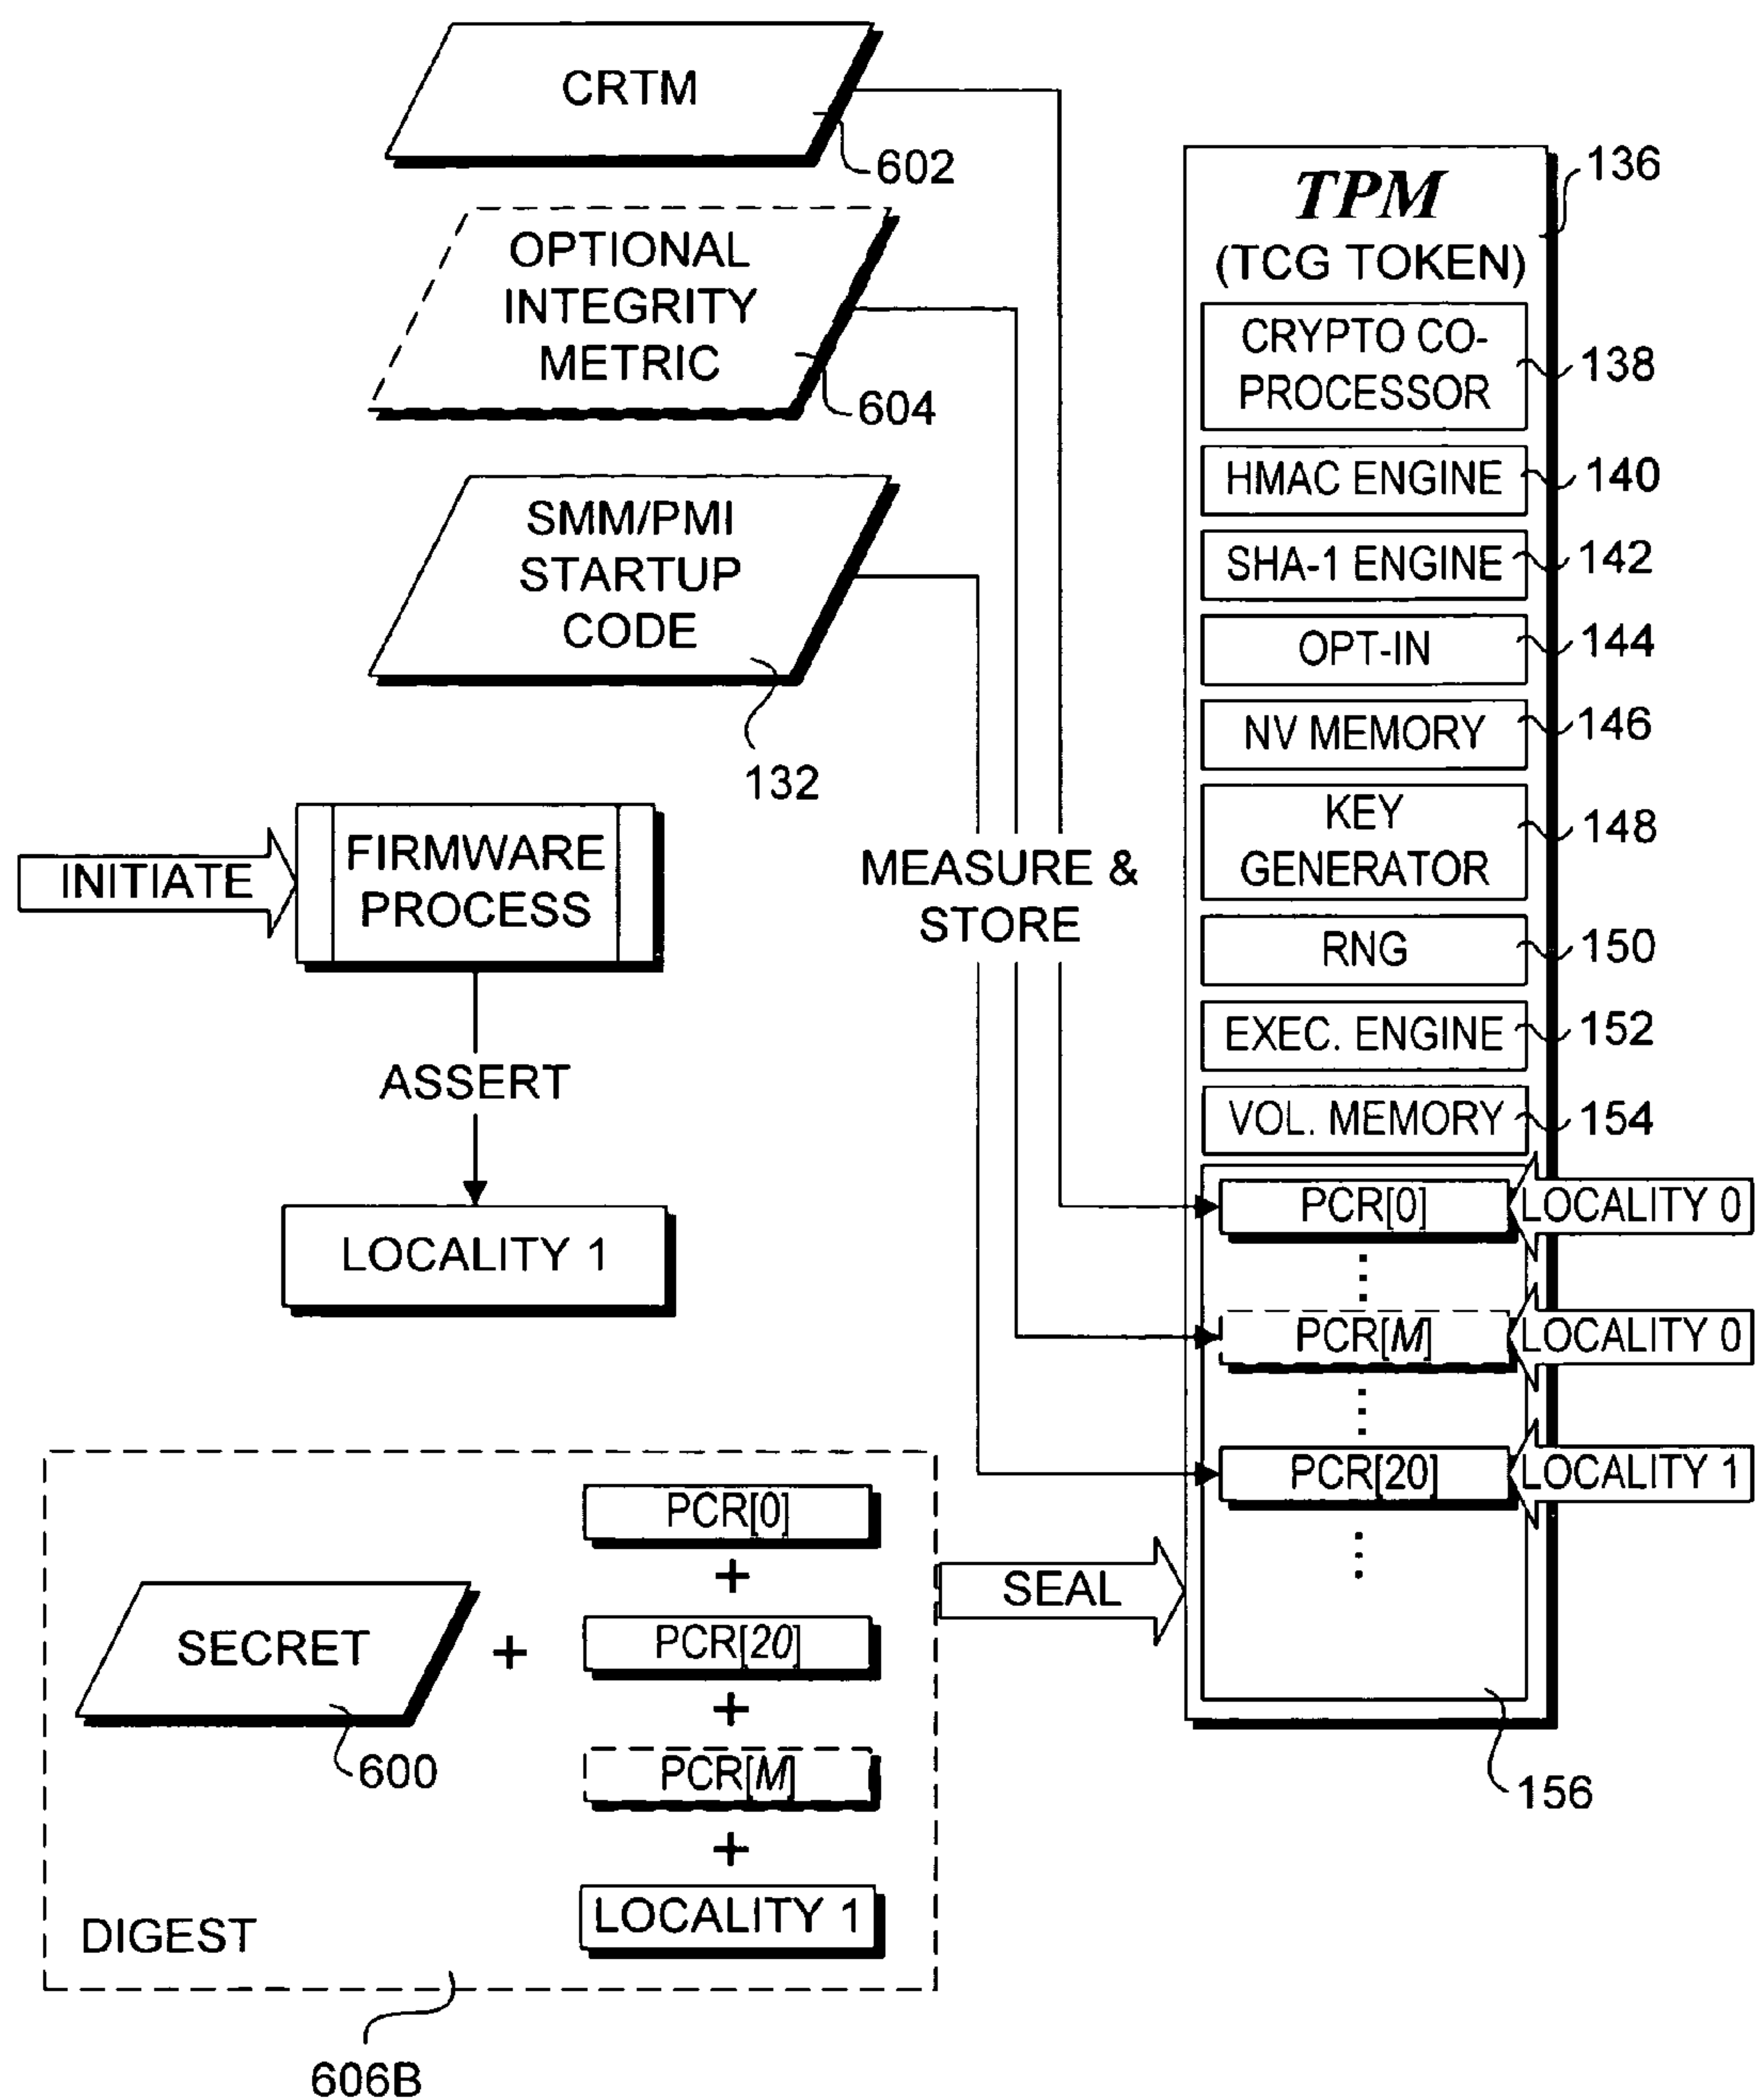 CRTM
602
OPTIONAL
INTEGRITY
METRIC
604
SMM/PMI
STARTUP
CODE
132
INITIATE
FIRMWARE
PROCESS
ASSERT
LOCALITY 1
MEASURE &
STORE
TPM
(TCG TOKEN)
136
CRYPTO CO-
PROCESSOR
138
HMAC ENGINE
140
SHA-1 ENGINE
142
OPT-IN
144
NV MEMORY
146
KEY
GENERATOR
148
RNG
150
EXEC. ENGINE
152
VOL. MEMORY
154
PCR[0]
LOCALITY 0
PCR[M]
LOCALITY 0
PCR[20]
LOCALITY 1
156
SECRET
600
+
PCR[0]
+
PCR[20]
+
PCR[M]
+
LOCALITY 1
DIGEST
606B
SEAL